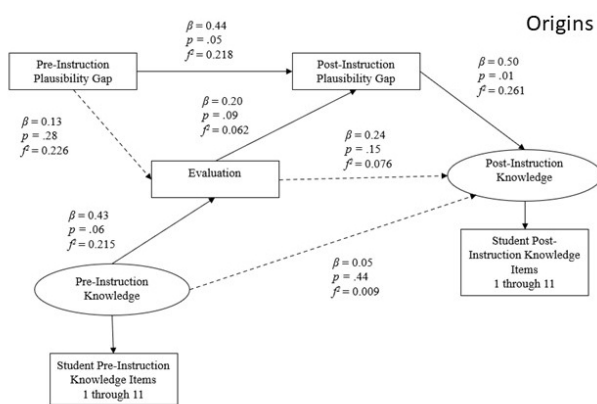 Origins
β = 0.44
p = .05
f² = 0.218
Pre-Instruction
Plausibility Gap
Post-Instruction
Plausibility Gap
β = 0.50
p = .01
f² = 0.261
β = 0.20
p = .09
f² = 0.062
β = 0.13
p = .28
f² = 0.226
β = 0.24
p = .15
f² = 0.076
Evaluation
Post-Instruction
Knowledge
β = 0.43
p = .06
f² = 0.215
Student Post-
Instruction Knowledge
Items
1 through 11
β = 0.05
p = .44
f² = 0.009
Pre-Instruction
Knowledge
Student Pre-Instruction
Knowledge Items
1 through 11